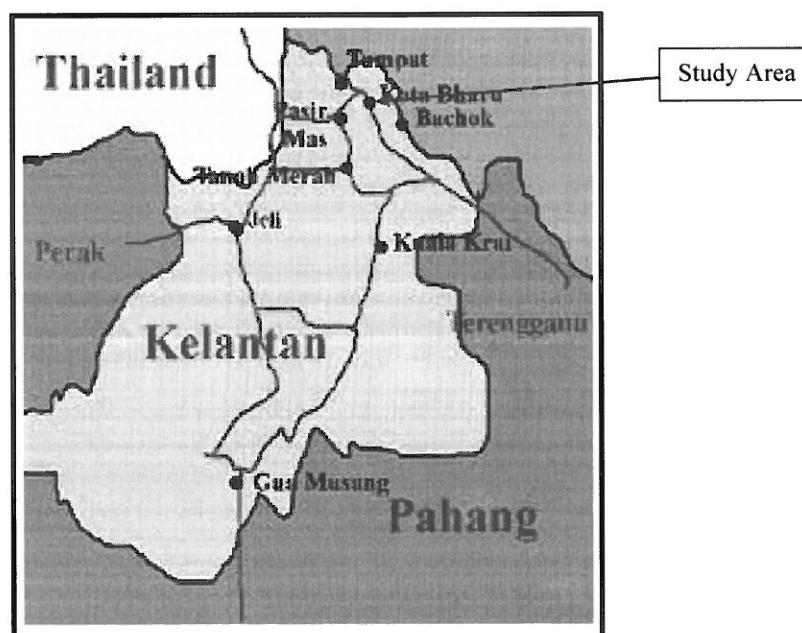 Thailand
Tumpat
Study Area
Kota Bharu
Pasir
Mas
Bachok
Tanah Merah
Jeli
Perak
Kuala Krai
Terengganu
Kelantan
Gua Musang
Pahang